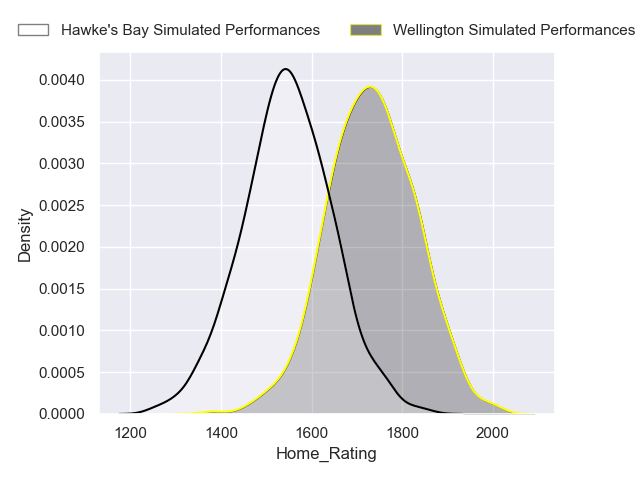 Hawke's Bay Simulated Performances
Wellington Simulated Performances
0.0040
0.0035
0.0030
0.0025
0.0020
0.0015
0.0010
0.0005
0.0000
Density
1200 1400 1600 1800 2000
Home_Rating